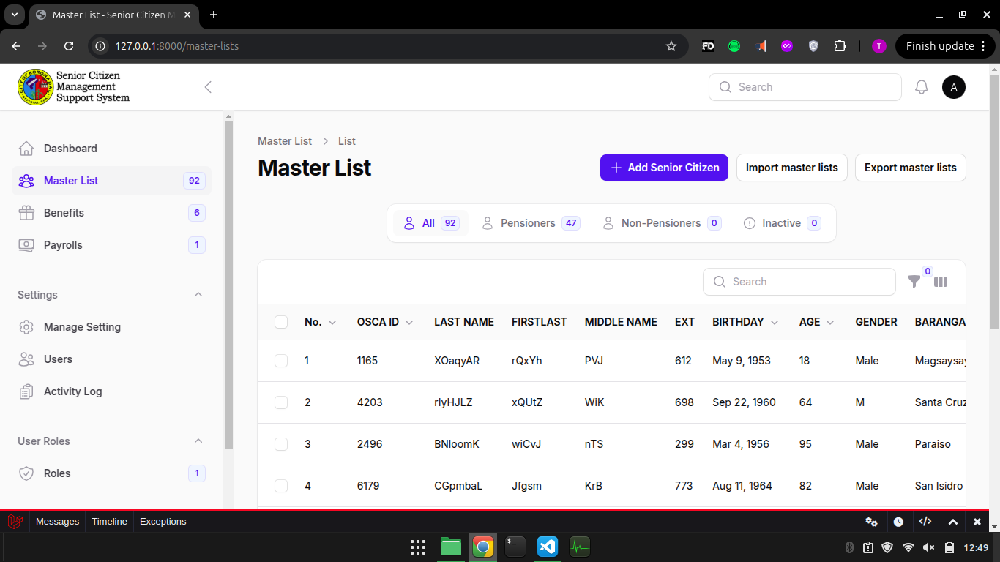 Master List - Senior Citizen M
127.0.0.1:8000/master-lists
FD
T
Finish update
CITY OF KORONADAL
OFFICIAL SEAL
Senior Citizen
Management
Support System
Search
A
Dashboard
Master List 92
Benefits 6
Payrolls 1
Settings
Manage Setting
Users
Activity Log
User Roles
Roles 1
Master List > List
Master List
Add Senior Citizen
Import master lists
Export master lists
All 92 Pensioners 47 Non-Pensioners 0 Inactive 0
Search
0
No. OSCA ID LAST NAME FIRSTLAST MIDDLE NAME EXT BIRTHDAY AGE GENDER BARANGA
1 1165 XOaqyAR rQxYh PVJ 612 May 9, 1953 18 Male Magsaysay
2 4203 rlyHJLZ xQUtZ WiK 698 Sep 22, 1960 64 M Santa Cruz
3 2496 BNloomK wiCvJ nTS 299 Mar 4, 1956 95 Male Paraiso
4 6179 CGpmbaL Jfgsm KrB 773 Aug 11, 1964 82 Male San Isidro
Messages Timeline Exceptions
12:49